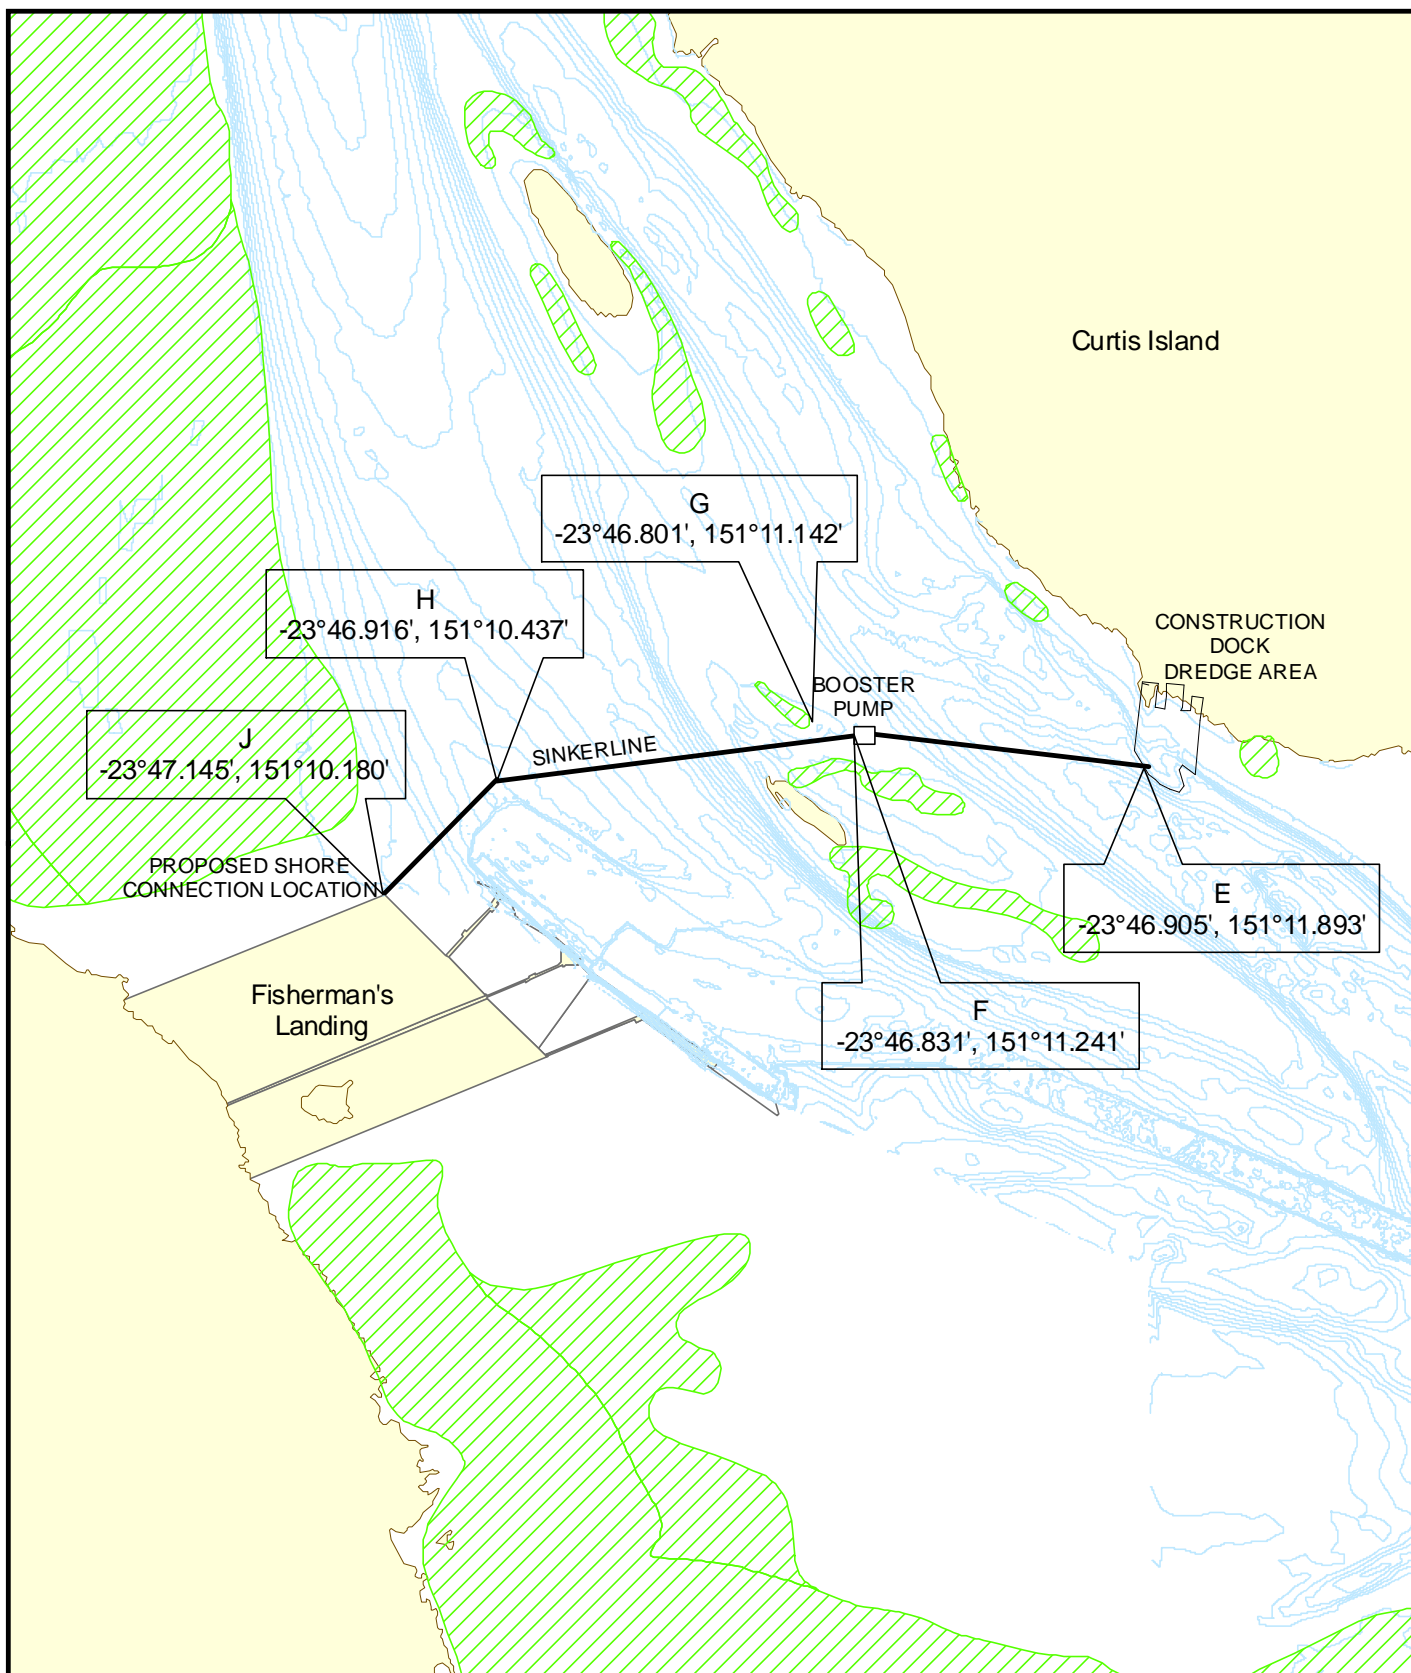 Curtis Island
G
-23°46.801', 151°11.142'
H
-23°46.916', 151°10.437'
CONSTRUCTION
DOCK
DREDGE AREA
BOOSTER
PUMP
J
-23°47.145', 151°10.180'
SINKERLINE
PROPOSED SHORE
CONNECTION LOCATION
E
-23°46.905', 151°11.893'
Fisherman's
Landing
F
-23°46.831', 151°11.241'